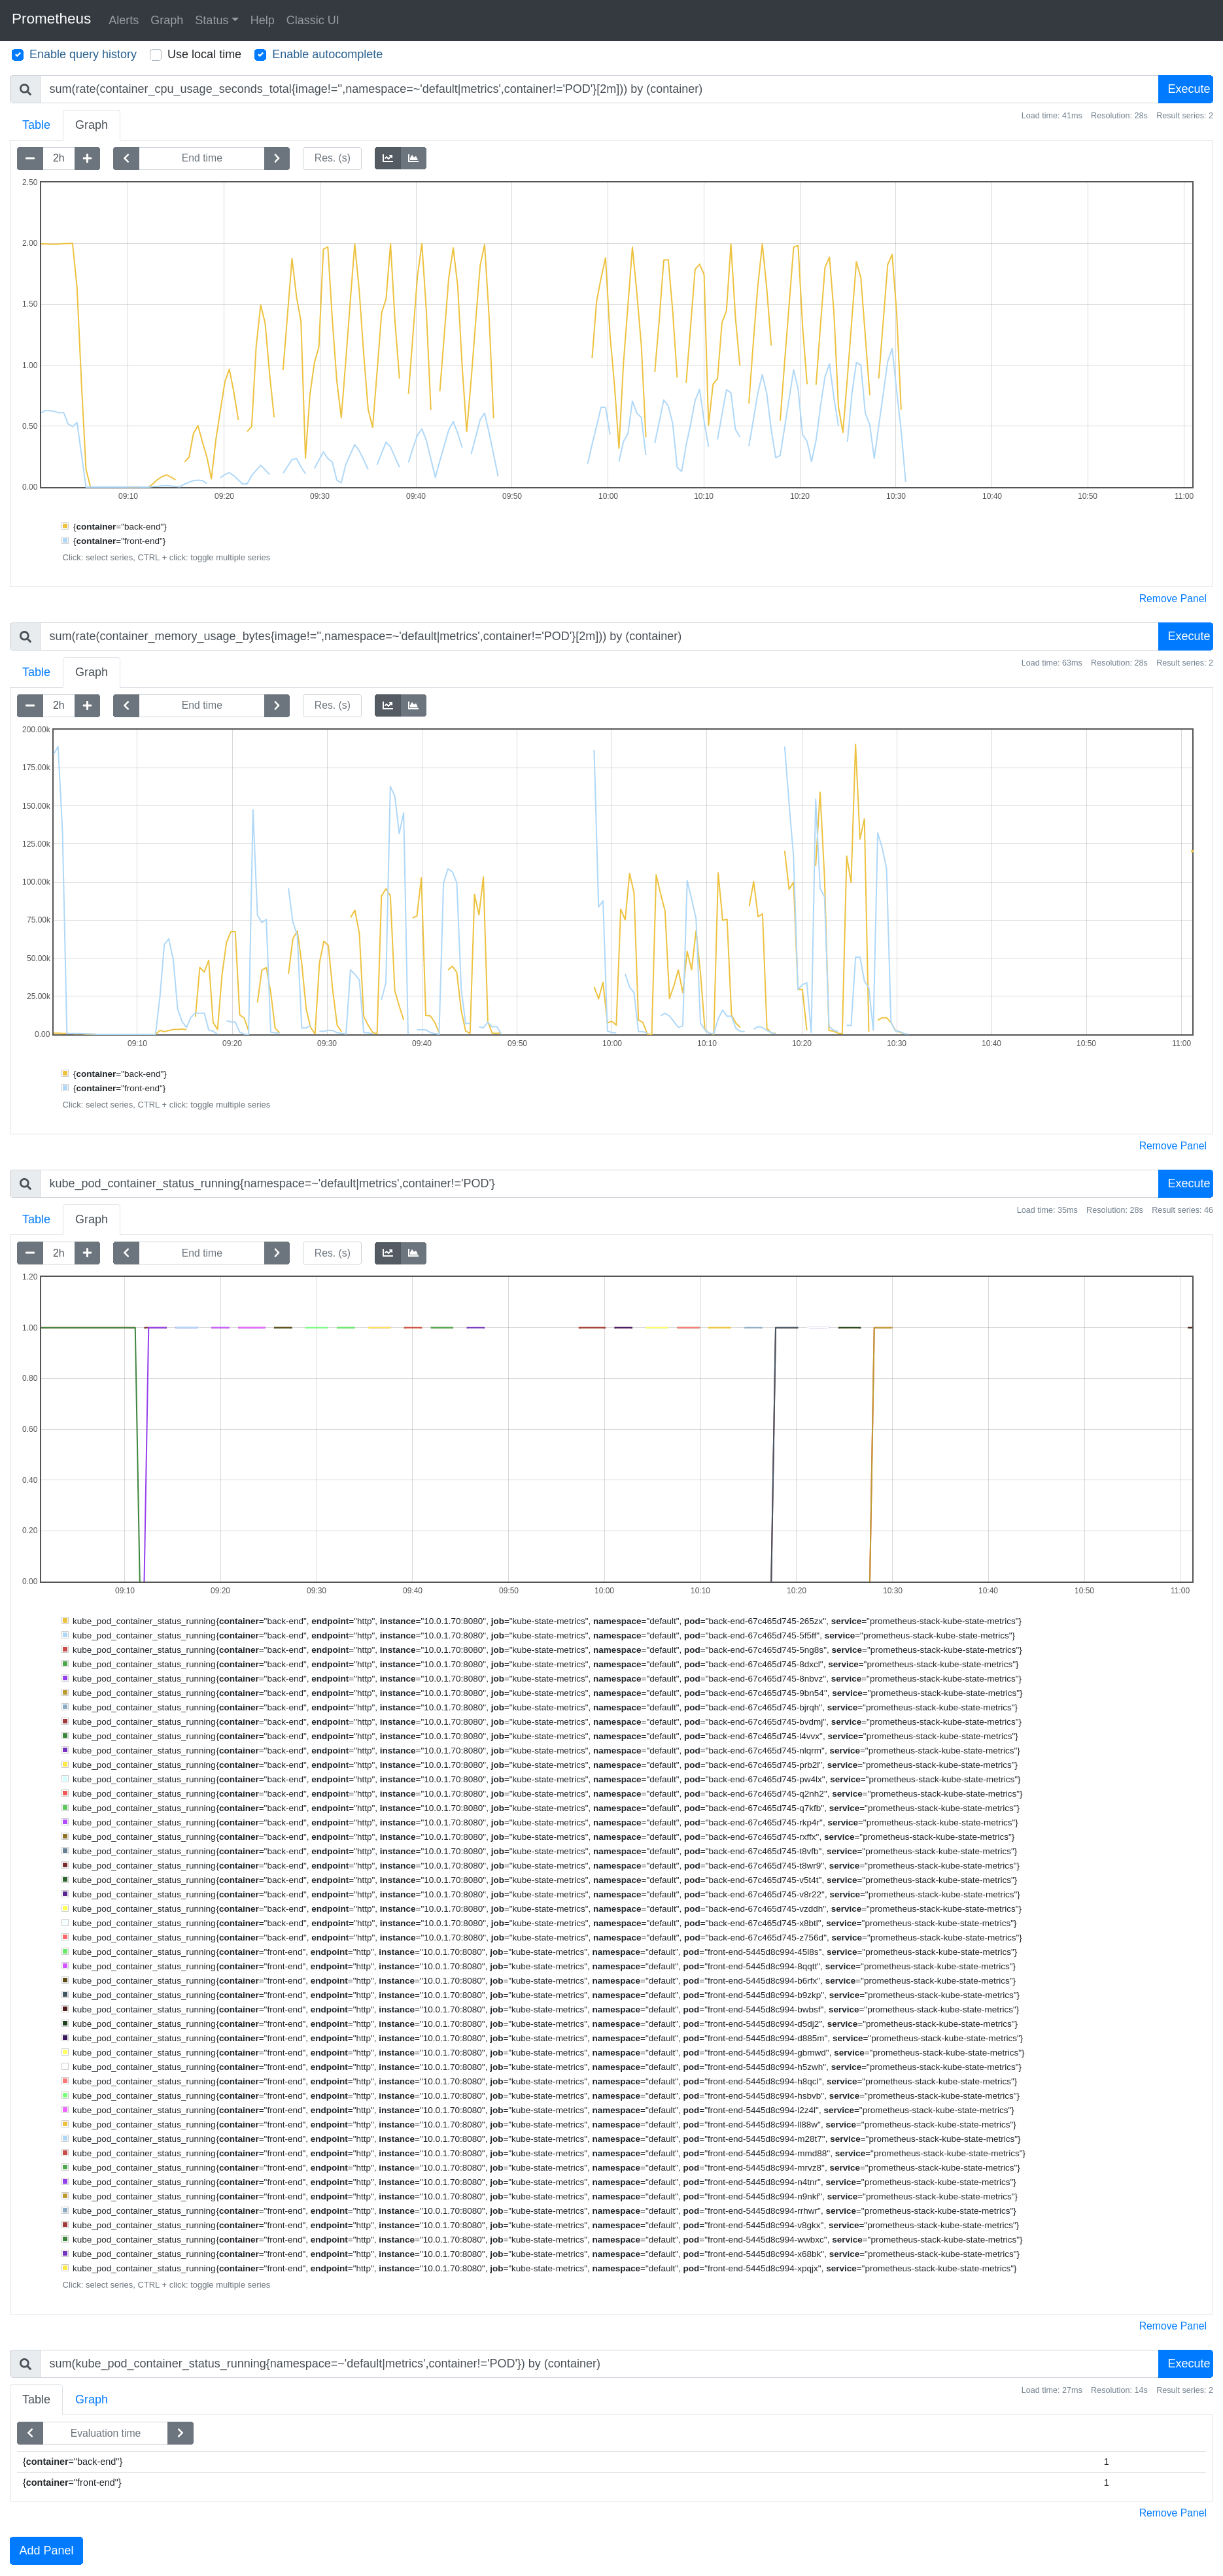 Prometheus Alerts Graph Status Help Classic UI
Enable query history Use local time Enable autocomplete
sum(rate(container_cpu_usage_seconds_total{image!='',namespace=~'default|metrics',container!='POD'}[2m])) by (container) Execute
Table Graph Load time: 41ms Resolution: 28s Result series: 2
2h End time Res. (s)
2.50
2.00
1.50
1.00
0.50
0.00
09:10 09:20 09:30 09:40 09:50 10:00 10:10 10:20 10:30 10:40 10:50 11:00
{container="back-end"}
{container="front-end"}
Click: select series, CTRL + click: toggle multiple series
Remove Panel
sum(rate(container_memory_usage_bytes{image!='',namespace=~'default|metrics',container!='POD'}[2m])) by (container) Execute
Table Graph Load time: 63ms Resolution: 28s Result series: 2
2h End time Res. (s)
200.00k
175.00k
150.00k
125.00k
100.00k
75.00k
50.00k
25.00k
0.00
09:10 09:20 09:30 09:40 09:50 10:00 10:10 10:20 10:30 10:40 10:50 11:00
{container="back-end"}
{container="front-end"}
Click: select series, CTRL + click: toggle multiple series
Remove Panel
kube_pod_container_status_running{namespace=~'default|metrics',container!='POD'} Execute
Table Graph Load time: 35ms Resolution: 28s Result series: 46
2h End time Res. (s)
1.20
1.00
0.80
0.60
0.40
0.20
0.00
09:10 09:20 09:30 09:40 09:50 10:00 10:10 10:20 10:30 10:40 10:50 11:00
kube_pod_container_status_running{container="back-end", endpoint="http", instance="10.0.1.70:8080", job="kube-state-metrics", namespace="default", pod="back-end-67c465d745-265zx", service="prometheus-stack-kube-state-metrics"}
kube_pod_container_status_running{container="back-end", endpoint="http", instance="10.0.1.70:8080", job="kube-state-metrics", namespace="default", pod="back-end-67c465d745-5f5ff", service="prometheus-stack-kube-state-metrics"}
kube_pod_container_status_running{container="back-end", endpoint="http", instance="10.0.1.70:8080", job="kube-state-metrics", namespace="default", pod="back-end-67c465d745-5ng8s", service="prometheus-stack-kube-state-metrics"}
kube_pod_container_status_running{container="back-end", endpoint="http", instance="10.0.1.70:8080", job="kube-state-metrics", namespace="default", pod="back-end-67c465d745-8dxcl", service="prometheus-stack-kube-state-metrics"}
kube_pod_container_status_running{container="back-end", endpoint="http", instance="10.0.1.70:8080", job="kube-state-metrics", namespace="default", pod="back-end-67c465d745-8nbvz", service="prometheus-stack-kube-state-metrics"}
kube_pod_container_status_running{container="back-end", endpoint="http", instance="10.0.1.70:8080", job="kube-state-metrics", namespace="default", pod="back-end-67c465d745-9bn54", service="prometheus-stack-kube-state-metrics"}
kube_pod_container_status_running{container="back-end", endpoint="http", instance="10.0.1.70:8080", job="kube-state-metrics", namespace="default", pod="back-end-67c465d745-bjrqh", service="prometheus-stack-kube-state-metrics"}
kube_pod_container_status_running{container="back-end", endpoint="http", instance="10.0.1.70:8080", job="kube-state-metrics", namespace="default", pod="back-end-67c465d745-bvdmj", service="prometheus-stack-kube-state-metrics"}
kube_pod_container_status_running{container="back-end", endpoint="http", instance="10.0.1.70:8080", job="kube-state-metrics", namespace="default", pod="back-end-67c465d745-l4vvx", service="prometheus-stack-kube-state-metrics"}
kube_pod_container_status_running{container="back-end", endpoint="http", instance="10.0.1.70:8080", job="kube-state-metrics", namespace="default", pod="back-end-67c465d745-nlqrm", service="prometheus-stack-kube-state-metrics"}
kube_pod_container_status_running{container="back-end", endpoint="http", instance="10.0.1.70:8080", job="kube-state-metrics", namespace="default", pod="back-end-67c465d745-prb2l", service="prometheus-stack-kube-state-metrics"}
kube_pod_container_status_running{container="back-end", endpoint="http", instance="10.0.1.70:8080", job="kube-state-metrics", namespace="default", pod="back-end-67c465d745-pw4lx", service="prometheus-stack-kube-state-metrics"}
kube_pod_container_status_running{container="back-end", endpoint="http", instance="10.0.1.70:8080", job="kube-state-metrics", namespace="default", pod="back-end-67c465d745-q2nh2", service="prometheus-stack-kube-state-metrics"}
kube_pod_container_status_running{container="back-end", endpoint="http", instance="10.0.1.70:8080", job="kube-state-metrics", namespace="default", pod="back-end-67c465d745-q7kfb", service="prometheus-stack-kube-state-metrics"}
kube_pod_container_status_running{container="back-end", endpoint="http", instance="10.0.1.70:8080", job="kube-state-metrics", namespace="default", pod="back-end-67c465d745-rkp4r", service="prometheus-stack-kube-state-metrics"}
kube_pod_container_status_running{container="back-end", endpoint="http", instance="10.0.1.70:8080", job="kube-state-metrics", namespace="default", pod="back-end-67c465d745-rxffx", service="prometheus-stack-kube-state-metrics"}
kube_pod_container_status_running{container="back-end", endpoint="http", instance="10.0.1.70:8080", job="kube-state-metrics", namespace="default", pod="back-end-67c465d745-t8vfb", service="prometheus-stack-kube-state-metrics"}
kube_pod_container_status_running{container="back-end", endpoint="http", instance="10.0.1.70:8080", job="kube-state-metrics", namespace="default", pod="back-end-67c465d745-t8wr9", service="prometheus-stack-kube-state-metrics"}
kube_pod_container_status_running{container="back-end", endpoint="http", instance="10.0.1.70:8080", job="kube-state-metrics", namespace="default", pod="back-end-67c465d745-v5t4t", service="prometheus-stack-kube-state-metrics"}
kube_pod_container_status_running{container="back-end", endpoint="http", instance="10.0.1.70:8080", job="kube-state-metrics", namespace="default", pod="back-end-67c465d745-v8r22", service="prometheus-stack-kube-state-metrics"}
kube_pod_container_status_running{container="back-end", endpoint="http", instance="10.0.1.70:8080", job="kube-state-metrics", namespace="default", pod="back-end-67c465d745-vzddh", service="prometheus-stack-kube-state-metrics"}
kube_pod_container_status_running{container="back-end", endpoint="http", instance="10.0.1.70:8080", job="kube-state-metrics", namespace="default", pod="back-end-67c465d745-x8btl", service="prometheus-stack-kube-state-metrics"}
kube_pod_container_status_running{container="back-end", endpoint="http", instance="10.0.1.70:8080", job="kube-state-metrics", namespace="default", pod="back-end-67c465d745-z756d", service="prometheus-stack-kube-state-metrics"}
kube_pod_container_status_running{container="front-end", endpoint="http", instance="10.0.1.70:8080", job="kube-state-metrics", namespace="default", pod="front-end-5445d8c994-45l8s", service="prometheus-stack-kube-state-metrics"}
kube_pod_container_status_running{container="front-end", endpoint="http", instance="10.0.1.70:8080", job="kube-state-metrics", namespace="default", pod="front-end-5445d8c994-8qqtt", service="prometheus-stack-kube-state-metrics"}
kube_pod_container_status_running{container="front-end", endpoint="http", instance="10.0.1.70:8080", job="kube-state-metrics", namespace="default", pod="front-end-5445d8c994-b6rfx", service="prometheus-stack-kube-state-metrics"}
kube_pod_container_status_running{container="front-end", endpoint="http", instance="10.0.1.70:8080", job="kube-state-metrics", namespace="default", pod="front-end-5445d8c994-b9zkp", service="prometheus-stack-kube-state-metrics"}
kube_pod_container_status_running{container="front-end", endpoint="http", instance="10.0.1.70:8080", job="kube-state-metrics", namespace="default", pod="front-end-5445d8c994-bwbsf", service="prometheus-stack-kube-state-metrics"}
kube_pod_container_status_running{container="front-end", endpoint="http", instance="10.0.1.70:8080", job="kube-state-metrics", namespace="default", pod="front-end-5445d8c994-d5dj2", service="prometheus-stack-kube-state-metrics"}
kube_pod_container_status_running{container="front-end", endpoint="http", instance="10.0.1.70:8080", job="kube-state-metrics", namespace="default", pod="front-end-5445d8c994-d885m", service="prometheus-stack-kube-state-metrics"}
kube_pod_container_status_running{container="front-end", endpoint="http", instance="10.0.1.70:8080", job="kube-state-metrics", namespace="default", pod="front-end-5445d8c994-gbmwd", service="prometheus-stack-kube-state-metrics"}
kube_pod_container_status_running{container="front-end", endpoint="http", instance="10.0.1.70:8080", job="kube-state-metrics", namespace="default", pod="front-end-5445d8c994-h5zwh", service="prometheus-stack-kube-state-metrics"}
kube_pod_container_status_running{container="front-end", endpoint="http", instance="10.0.1.70:8080", job="kube-state-metrics", namespace="default", pod="front-end-5445d8c994-h8qcl", service="prometheus-stack-kube-state-metrics"}
kube_pod_container_status_running{container="front-end", endpoint="http", instance="10.0.1.70:8080", job="kube-state-metrics", namespace="default", pod="front-end-5445d8c994-hsbvb", service="prometheus-stack-kube-state-metrics"}
kube_pod_container_status_running{container="front-end", endpoint="http", instance="10.0.1.70:8080", job="kube-state-metrics", namespace="default", pod="front-end-5445d8c994-l2z4l", service="prometheus-stack-kube-state-metrics"}
kube_pod_container_status_running{container="front-end", endpoint="http", instance="10.0.1.70:8080", job="kube-state-metrics", namespace="default", pod="front-end-5445d8c994-ll88w", service="prometheus-stack-kube-state-metrics"}
kube_pod_container_status_running{container="front-end", endpoint="http", instance="10.0.1.70:8080", job="kube-state-metrics", namespace="default", pod="front-end-5445d8c994-m28t7", service="prometheus-stack-kube-state-metrics"}
kube_pod_container_status_running{container="front-end", endpoint="http", instance="10.0.1.70:8080", job="kube-state-metrics", namespace="default", pod="front-end-5445d8c994-mmd88", service="prometheus-stack-kube-state-metrics"}
kube_pod_container_status_running{container="front-end", endpoint="http", instance="10.0.1.70:8080", job="kube-state-metrics", namespace="default", pod="front-end-5445d8c994-mrvz8", service="prometheus-stack-kube-state-metrics"}
kube_pod_container_status_running{container="front-end", endpoint="http", instance="10.0.1.70:8080", job="kube-state-metrics", namespace="default", pod="front-end-5445d8c994-n4tnr", service="prometheus-stack-kube-state-metrics"}
kube_pod_container_status_running{container="front-end", endpoint="http", instance="10.0.1.70:8080", job="kube-state-metrics", namespace="default", pod="front-end-5445d8c994-n9nkf", service="prometheus-stack-kube-state-metrics"}
kube_pod_container_status_running{container="front-end", endpoint="http", instance="10.0.1.70:8080", job="kube-state-metrics", namespace="default", pod="front-end-5445d8c994-rrhwr", service="prometheus-stack-kube-state-metrics"}
kube_pod_container_status_running{container="front-end", endpoint="http", instance="10.0.1.70:8080", job="kube-state-metrics", namespace="default", pod="front-end-5445d8c994-v8gkx", service="prometheus-stack-kube-state-metrics"}
kube_pod_container_status_running{container="front-end", endpoint="http", instance="10.0.1.70:8080", job="kube-state-metrics", namespace="default", pod="front-end-5445d8c994-wwbxc", service="prometheus-stack-kube-state-metrics"}
kube_pod_container_status_running{container="front-end", endpoint="http", instance="10.0.1.70:8080", job="kube-state-metrics", namespace="default", pod="front-end-5445d8c994-x68bk", service="prometheus-stack-kube-state-metrics"}
kube_pod_container_status_running{container="front-end", endpoint="http", instance="10.0.1.70:8080", job="kube-state-metrics", namespace="default", pod="front-end-5445d8c994-xpqjx", service="prometheus-stack-kube-state-metrics"}
Click: select series, CTRL + click: toggle multiple series
Remove Panel
sum(kube_pod_container_status_running{namespace=~'default|metrics',container!='POD'}) by (container) Execute
Table Graph Load time: 27ms Resolution: 14s Result series: 2
Evaluation time
{container="back-end"} 1
{container="front-end"} 1
Remove Panel
Add Panel